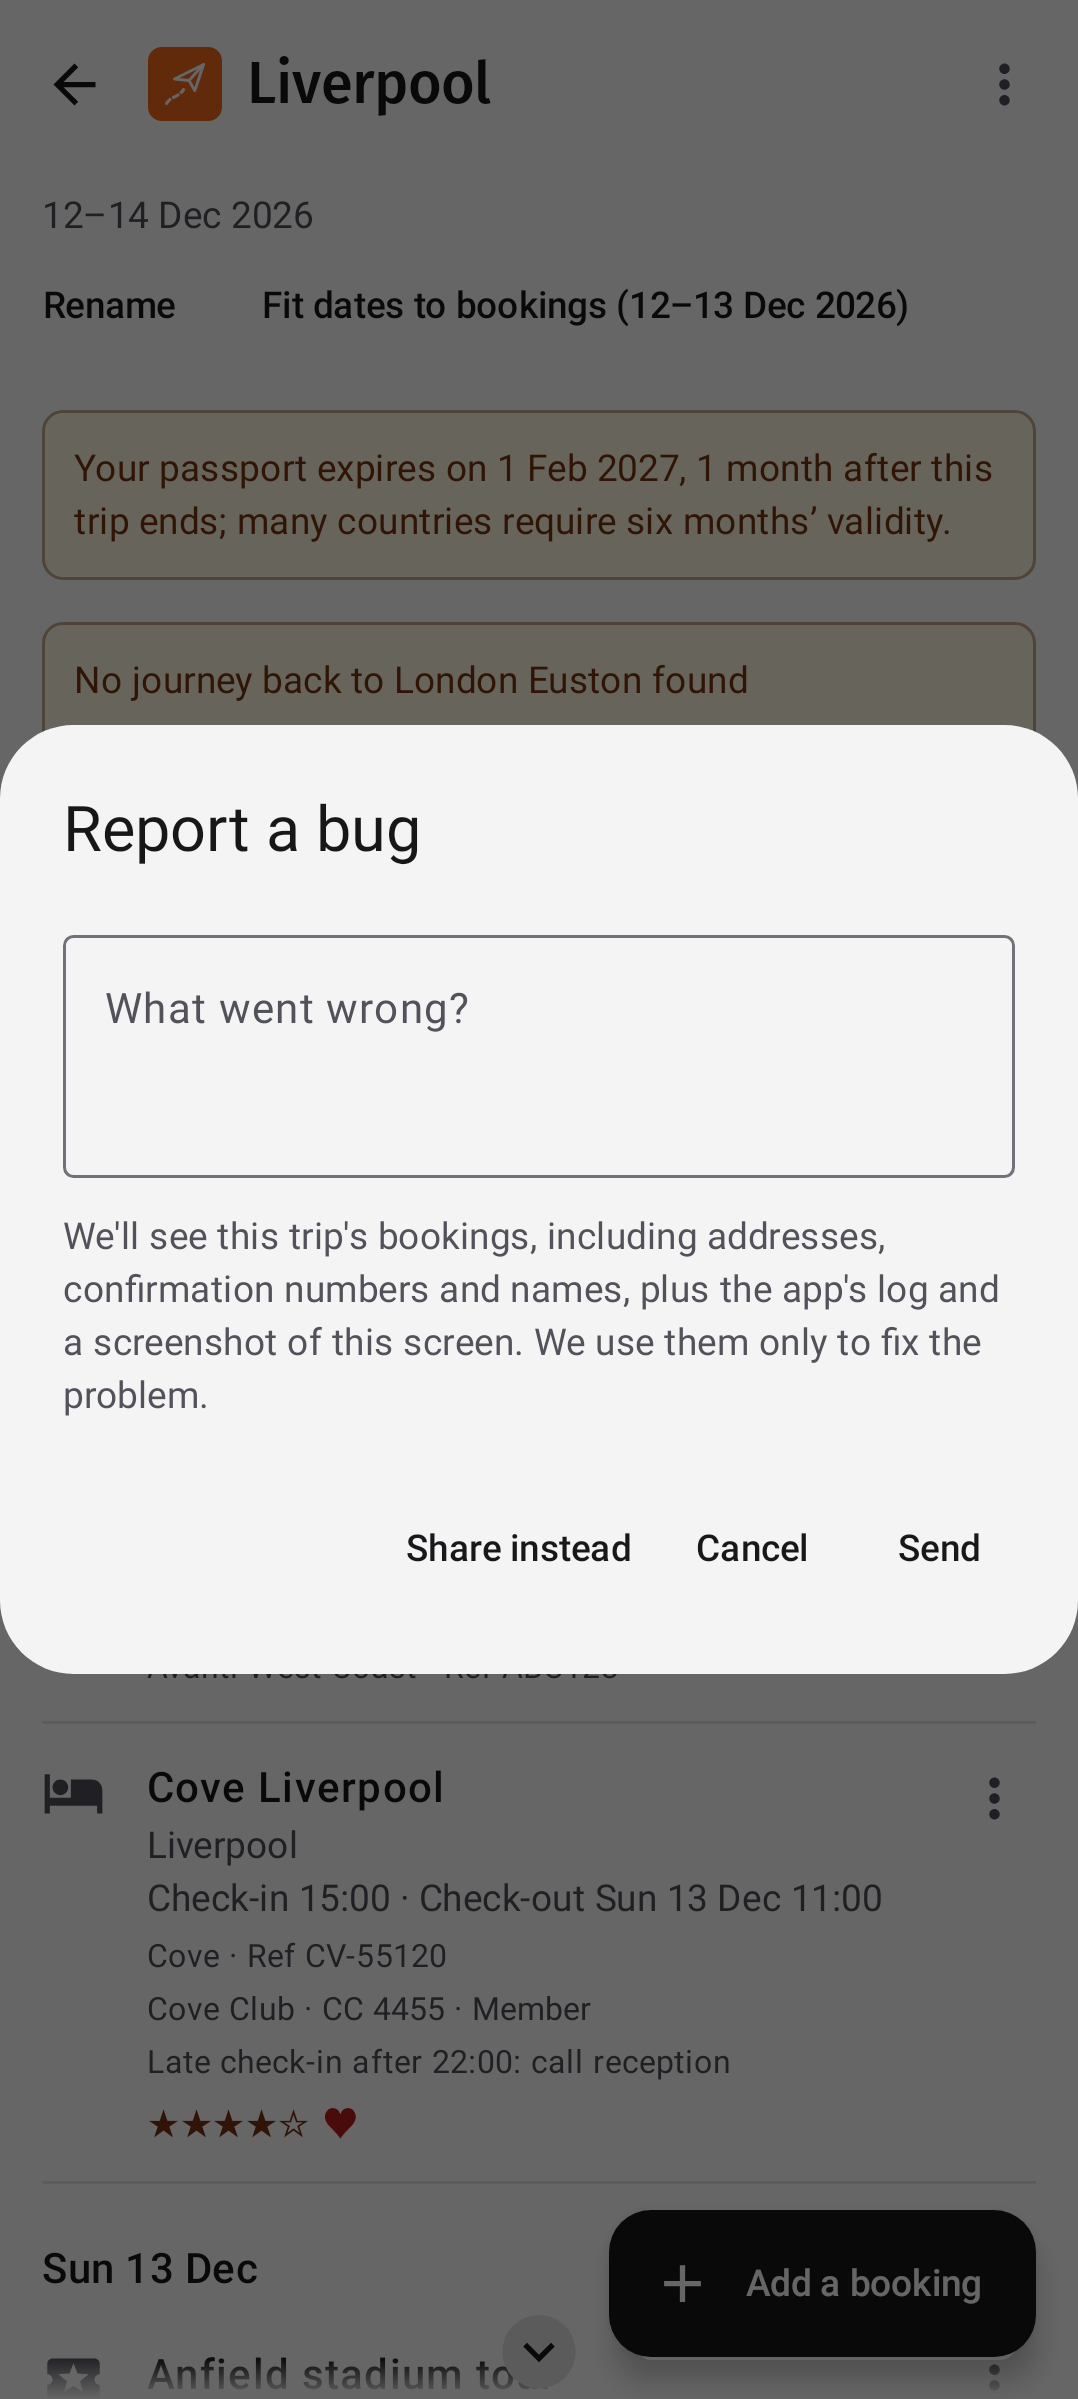 Liverpool
12–14 Dec 2026
Rename
Fit dates to bookings (12–13 Dec 2026)
Your passport expires on 1 Feb 2027, 1 month after this
trip ends; many countries require six months’ validity.
No journey back to London Euston found
Report a bug
What went wrong?
We'll see this trip's bookings, including addresses,
confirmation numbers and names, plus the app's log and
a screenshot of this screen. We use them only to fix the
problem.
Share instead
Cancel
Send
Cove Liverpool
Liverpool
Check-in 15:00 · Check-out Sun 13 Dec 11:00
Cove · Ref CV-55120
Cove Club · CC 4455 · Member
Late check-in after 22:00: call reception
★★★★☆ ♥
Sun 13 Dec
Add a booking
Anfield stadium